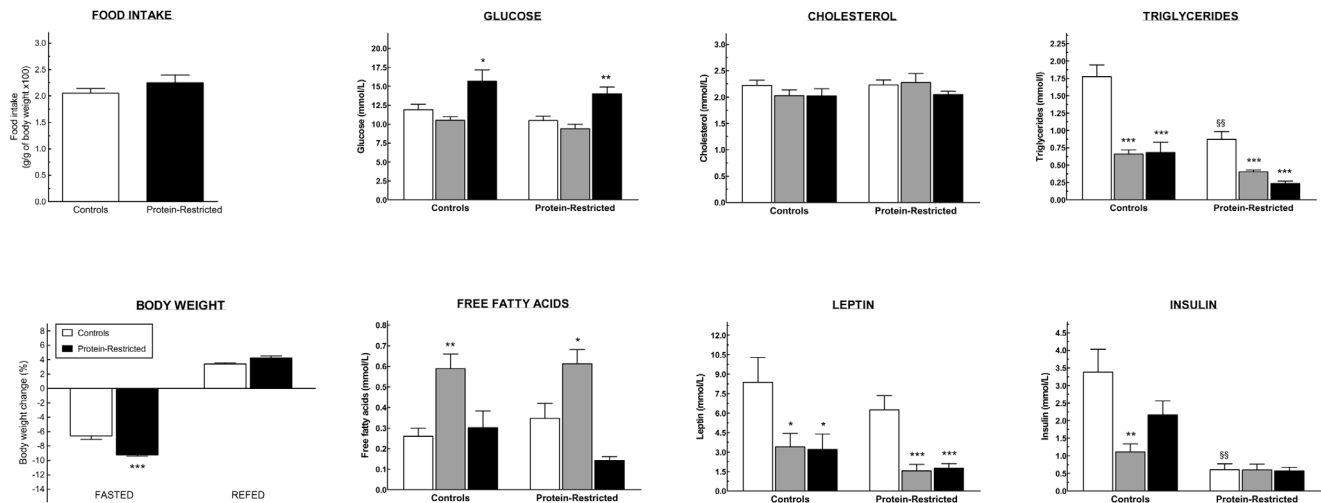 FOOD INTAKE
Food intake
(g/g of body weight x100)
3.0
2.5
2.0
1.5
1.0
0.5
0.0
Controls
Protein-Restricted
GLUCOSE
Glucose (mmol/L)
20.0
17.5
15.0
12.5
10.0
7.5
5.0
2.5
0.0
*
**
Controls
Protein-Restricted
CHOLESTEROL
Cholesterol (mmol/L)
3.0
2.5
2.0
2.0
1.5
1.0
0.5
0.0
Controls
Protein-Restricted
TRIGLYCERIDES
Triglycerides (mmol/l)
2.00
1.75
1.50
1.25
1.00
0.75
0.50
0.25
0.00
*** ***
§§
***
***
Controls
Protein-Restricted
BODY WEIGHT
Body weight change (%)
8
6
4
2
0
-2
-4
-6
-8
-10
-12
-14
Controls
Protein-Restricted
***
FASTED
REFED
FREE FATTY ACIDS
Free fatty acids (mmol/L)
0.8
0.7
0.6
0.5
0.4
0.3
0.2
0.2
0.0
**
*
Controls
Protein-Restricted
LEPTIN
Leptin (mmol/L)
12.0
10.5
9.0
7.5
6.0
4.5
3.0
1.5
0.0
* *
*** ***
Controls
Protein-Restricted
INSULIN
Insulin (mmol/L)
4.5
4.0
3.5
3.0
2.5
2.0
1.5
1.0
0.5
0.0
**
§§
Controls
Protein-Restricted